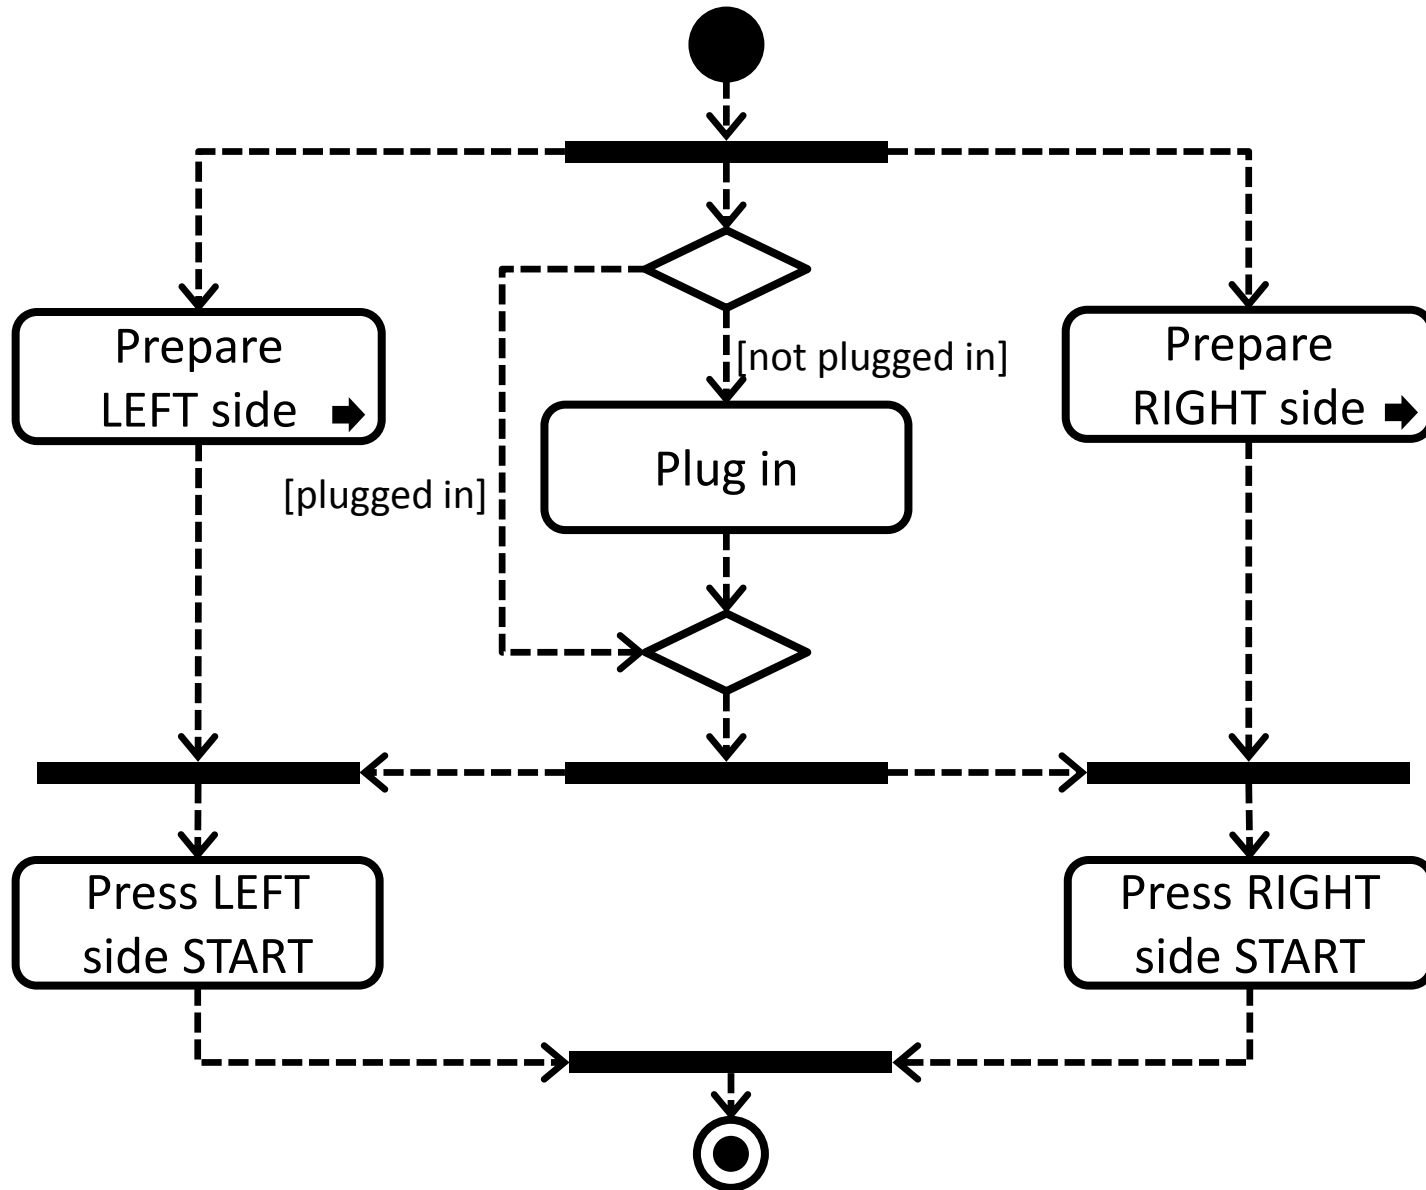 Prepare
LEFT side
[not plugged in]
Prepare
RIGHT side
Plug in
[plugged in]
Press LEFT
side START
Press RIGHT
side START